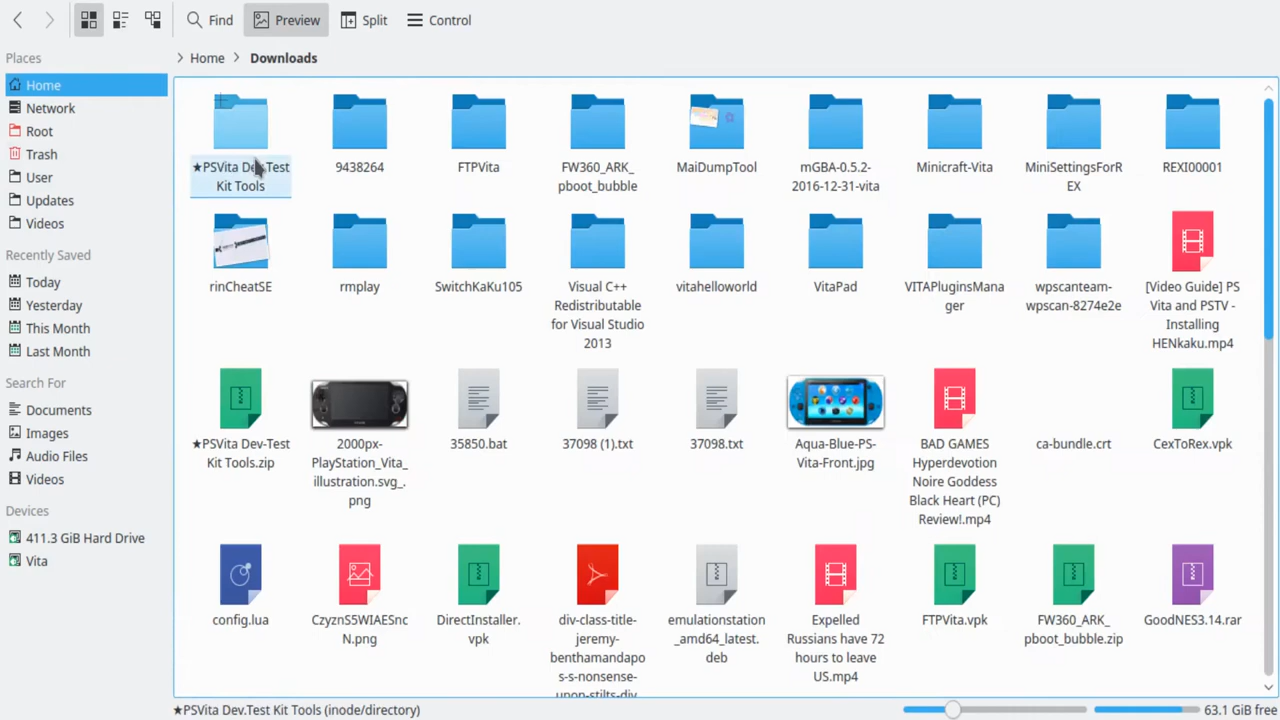 Find
Preview
Split
Control
Places
Home
Network
Root
Trash
User
Updates
Videos
Recently Saved
Today
Yesterday
This Month
Last Month
Search For
Documents
Images
Audio Files
Videos
Devices
411.3 GiB Hard Drive
Vita
Home
Downloads
★PSVita Dev.Test
Kit Tools
9438264
FTPVita
FW360_ARK_
pboot_bubble
MaiDumpTool
mGBA-0.5.2-
2016-12-31-vita
Minicraft-Vita
MiniSettingsForR
EX
REXI00001
rinCheatSE
rmplay
SwitchKaKu105
Visual C++
Redistributable
for Visual Studio
2013
vitahelloworld
VitaPad
VITAPluginsMana
ger
wpscanteam-
wpscan-8274e2e
[Video Guide] PS
Vita and PSTV -
Installing
HENkaku.mp4
★PSVita Dev-Test
Kit Tools.zip
2000px-
PlayStation_Vita_
illustration.svg_.
png
35850.bat
37098 (1).txt
37098.txt
Aqua-Blue-PS-
Vita-Front.jpg
BAD GAMES
Hyperdevotion
Noire Goddess
Black Heart (PC)
Review!.mp4
ca-bundle.crt
CexToRex.vpk
config.lua
CzyznS5WIAESnc
N.png
DirectInstaller.
vpk
div-class-title-
jeremy-
benthamandapo
s-s-nonsense-
upon-stilts-div
emulationstation
_amd64_latest.
deb
Expelled
Russians have 72
hours to leave
US.mp4
FTPVita.vpk
FW360_ARK_
pboot_bubble.zip
GoodNES3.14.rar
★PSVita Dev.Test Kit Tools (inode/directory)
63.1 GiB free